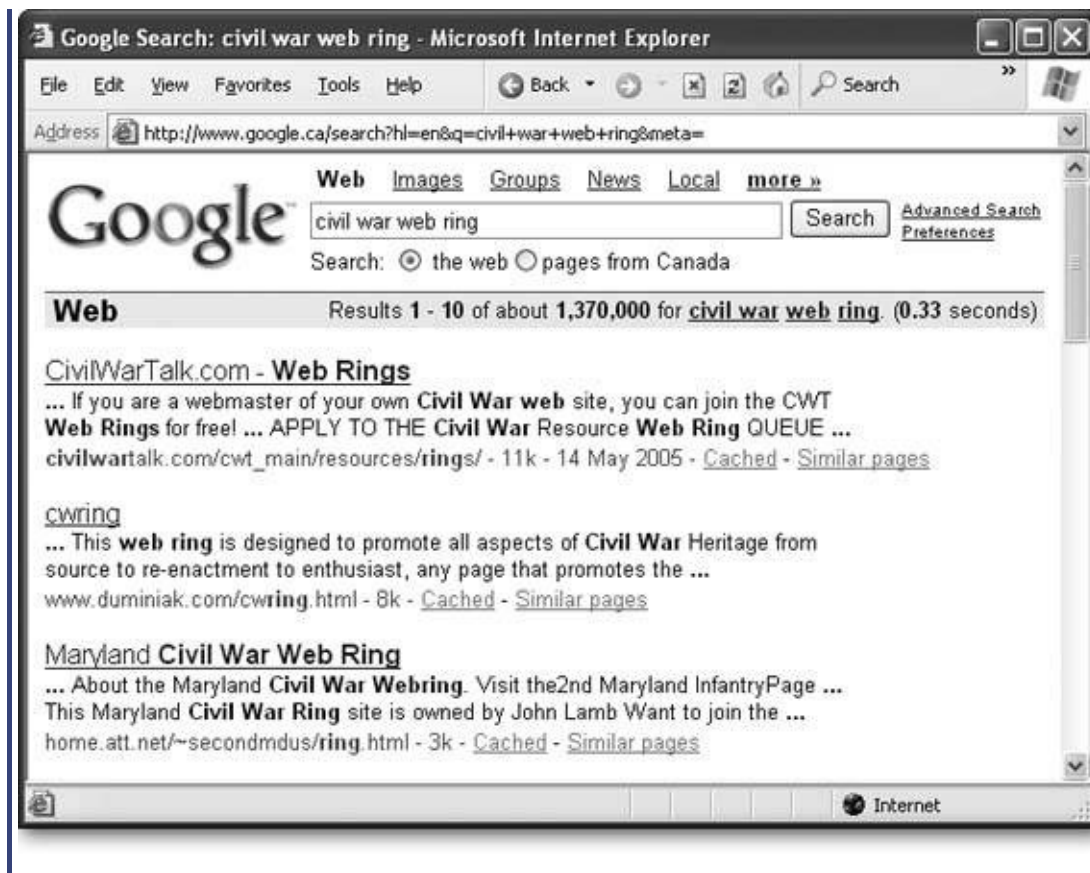 Google Search: civil war web ring - Microsoft Internet Explorer
File Edit View Favorites Tools Help Back Search »
Address http://www.google.ca/search?hl=en&q=civil+war+web+ring&meta=
Web Images Groups News Local more »
Google™ civil war web ring Search Advanced Search
Preferences
Search: the web pages from Canada
Web Results 1 - 10 of about 1,370,000 for civil war web ring. (0.33 seconds)
CivilWarTalk.com - Web Rings
... If you are a webmaster of your own Civil War web site, you can join the CWT
Web Rings for free! ... APPLY TO THE Civil War Resource Web Ring QUEUE ...
civilwartalk.com/cwt_main/resources/rings/ - 11k - 14 May 2005 - Cached - Similar pages
cwring
... This web ring is designed to promote all aspects of Civil War Heritage from
source to re-enactment to enthusiast, any page that promotes the ...
www.duminiak.com/cwring.html - 8k - Cached - Similar pages
Maryland Civil War Web Ring
... About the Maryland Civil War Webring. Visit the2nd Maryland InfantryPage ...
This Maryland Civil War Ring site is owned by John Lamb Want to join the ...
home.att.net/~secondmdus/ring.html - 3k - Cached - Similar pages
Internet